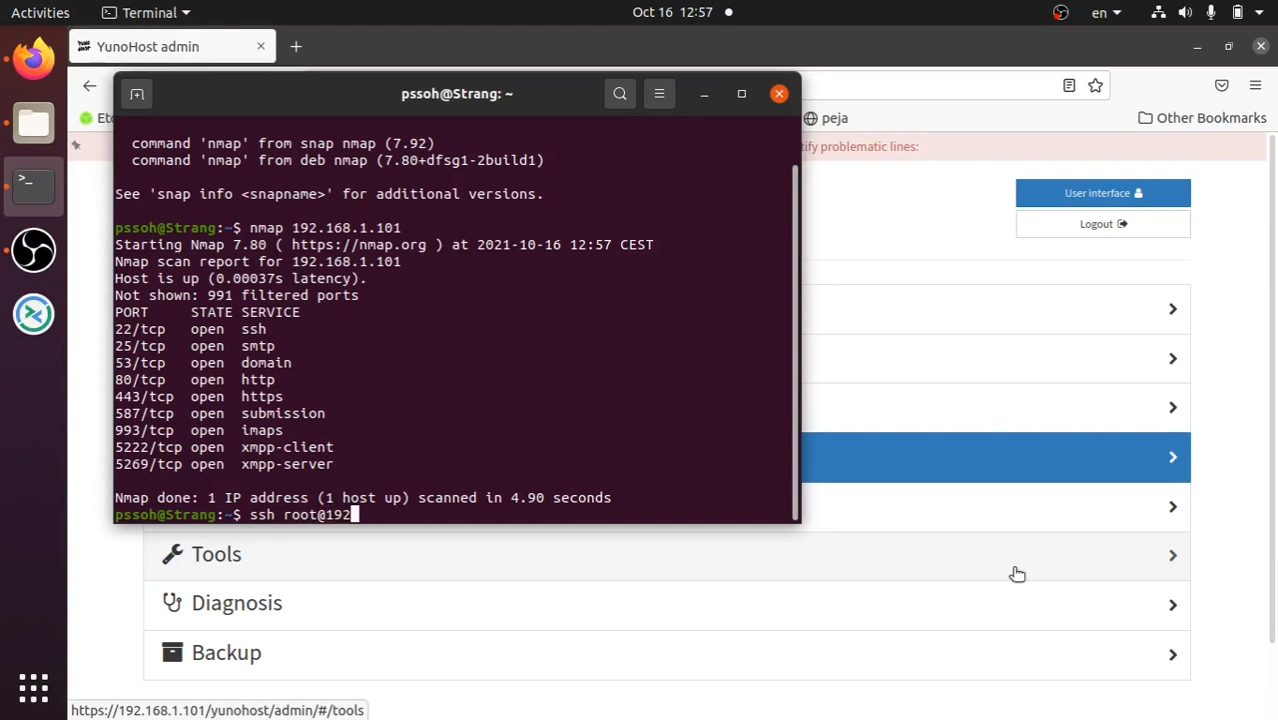 Activities
Terminal
Oct 16 12:57
en
YunoHost admin
pssoh@Strang: ~
peja
Other Bookmarks
tify problematic lines:
User interface
Logout
command 'nmap' from snap nmap (7.92)
command 'nmap' from deb nmap (7.80+dfsg1-2build1)
See 'snap info <snapname>' for additional versions.
pssoh@Strang:~$ nmap 192.168.1.101
Starting Nmap 7.80 ( https://nmap.org ) at 2021-10-16 12:57 CEST
Nmap scan report for 192.168.1.101
Host is up (0.00037s latency).
Not shown: 991 filtered ports
PORT STATE SERVICE
22/tcp open ssh
25/tcp open smtp
53/tcp open domain
80/tcp open http
443/tcp open https
587/tcp open submission
993/tcp open imaps
5222/tcp open xmpp-client
5269/tcp open xmpp-server
Nmap done: 1 IP address (1 host up) scanned in 4.90 seconds
pssoh@Strang:~$ ssh root@192
Tools
Diagnosis
Backup
https://192.168.1.101/yunohost/admin/#/tools